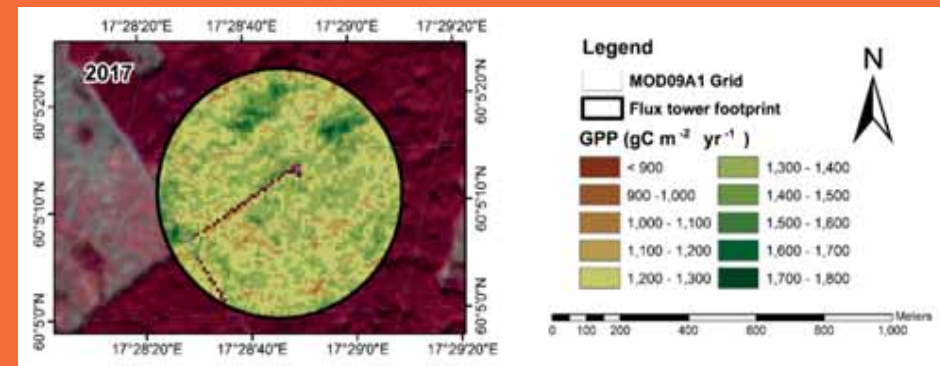 17°28'20"E 17°28'40"E 17°29'0"E 17°29'20"E
2017
60°5'20"N
60°5'10"N
60°5'0"N
60°5'20"N
60°5'10"N
60°5'0"N
17°28'20"E 17°28'40"E 17°29'0"E 17°29'20"E
Legend
MOD09A1 Grid
Flux tower footprint
GPP (gC m⁻² yr⁻¹)
< 900
900 -1,000
1,000 - 1,100
1,100 - 1,200
1,200 - 1,300
1,300 - 1,400
1,400 - 1,500
1,500 - 1,600
1,600 - 1,700
1,700 - 1,800
N
Meters
0 100 200 400 600 800 1,000